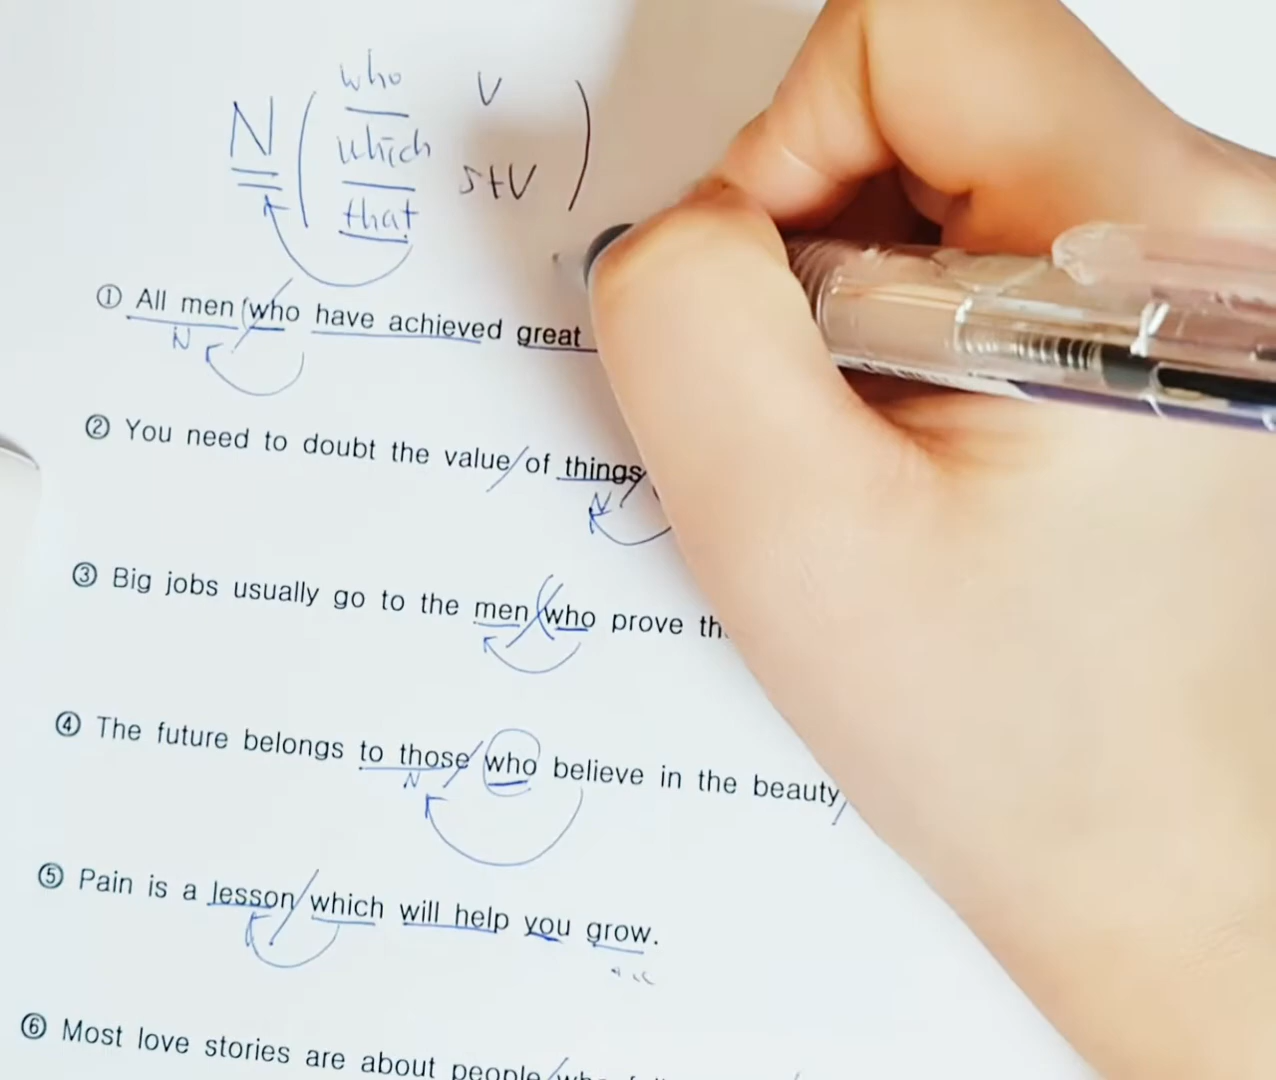 who V
N ( which S+V )
that
① All men who have achieved great
N
② You need to doubt the value of things
N
③ Big jobs usually go to the men who prove
④ The future belongs to those who believe in the beauty
N
⑤ Pain is a lesson which will help you grow.
⑥ Most love stories are about people